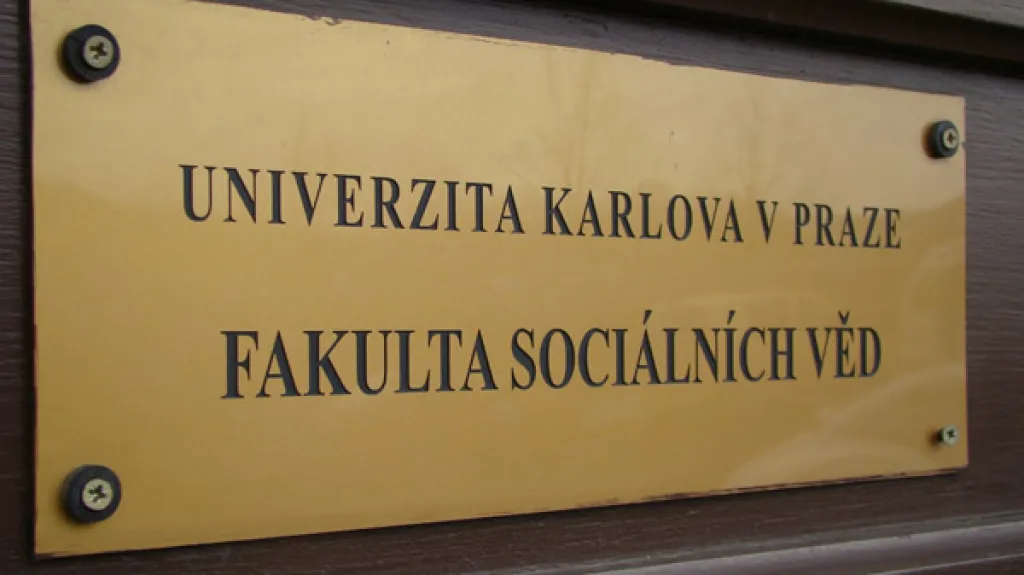 UNIVERZITA KARLOVA V PRAZE
FAKULTA SOCIÁLNÍCH VĚD